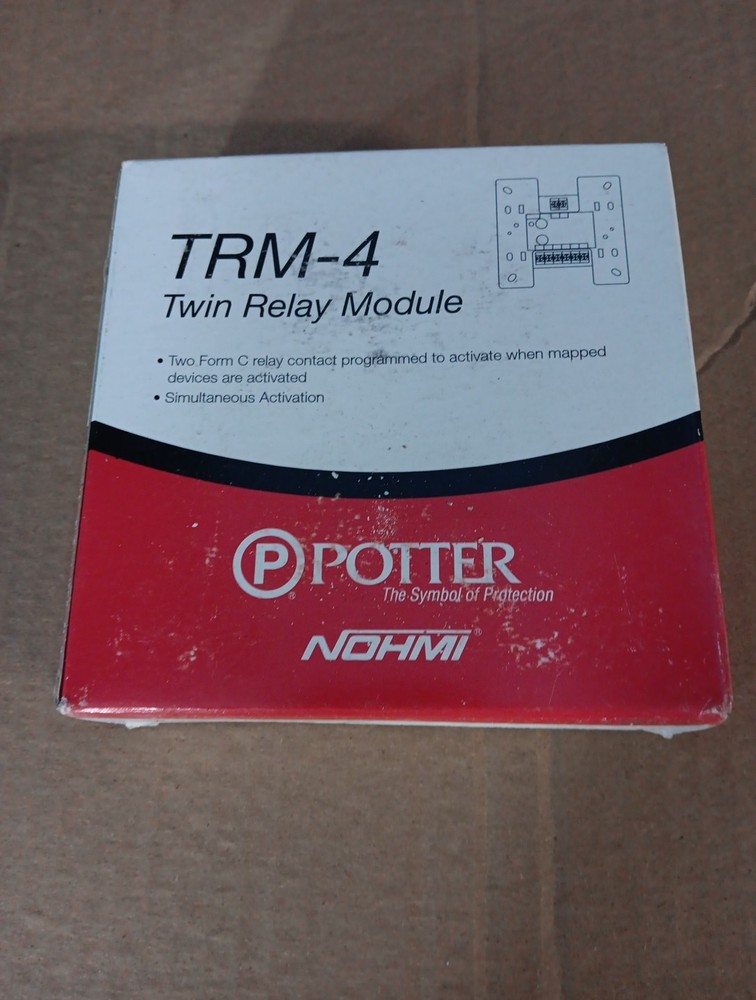 TRM-4
Twin Relay Module
• Two Form C relay contact programmed to activate when mapped
devices are activated
• Simultaneous Activation
P POTTER
®
The Symbol of Protection
NOHMI®